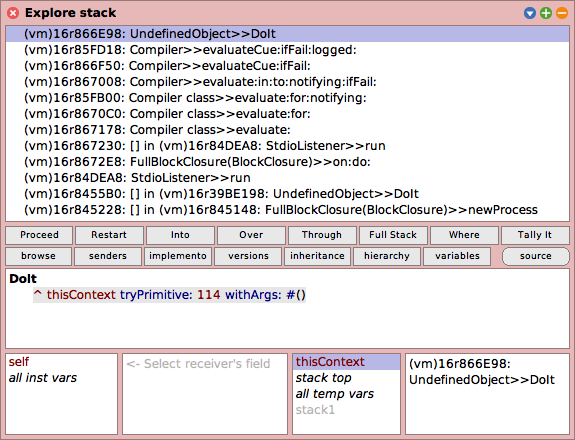 Explore stack
(vm)16r866E98: UndefinedObject>>DoIt
(vm)16r85FD18: Compiler>>evaluateCue:ifFail:logged:
(vm)16r866F50: Compiler>>evaluateCue:ifFail:
(vm)16r867008: Compiler>>evaluate:in:to:notifying:ifFail:
(vm)16r85FB00: Compiler class>>evaluate:for:notifying:
(vm)16r8670C0: Compiler class>>evaluate:for:
(vm)16r867178: Compiler class>>evaluate:
(vm)16r867230: [] in (vm)16r84DEA8: StdioListener>>run
(vm)16r8672E8: FullBlockClosure(BlockClosure)>>on:do:
(vm)16r84DEA8: StdioListener>>run
(vm)16r8455B0: [] in (vm)16r39BE198: UndefinedObject>>DoIt
(vm)16r845228: [] in (vm)16r845148: FullBlockClosure(BlockClosure)>>newProcess
Proceed Restart Into Over Through Full Stack Where Tally It
browse senders implemento versions inheritance hierarchy variables source
DoIt
^ thisContext tryPrimitive: 114 withArgs: #()
self <- Select receiver's field thisContext (vm)16r866E98:
all inst vars stack top UndefinedObject>>DoIt
all temp vars
stack1